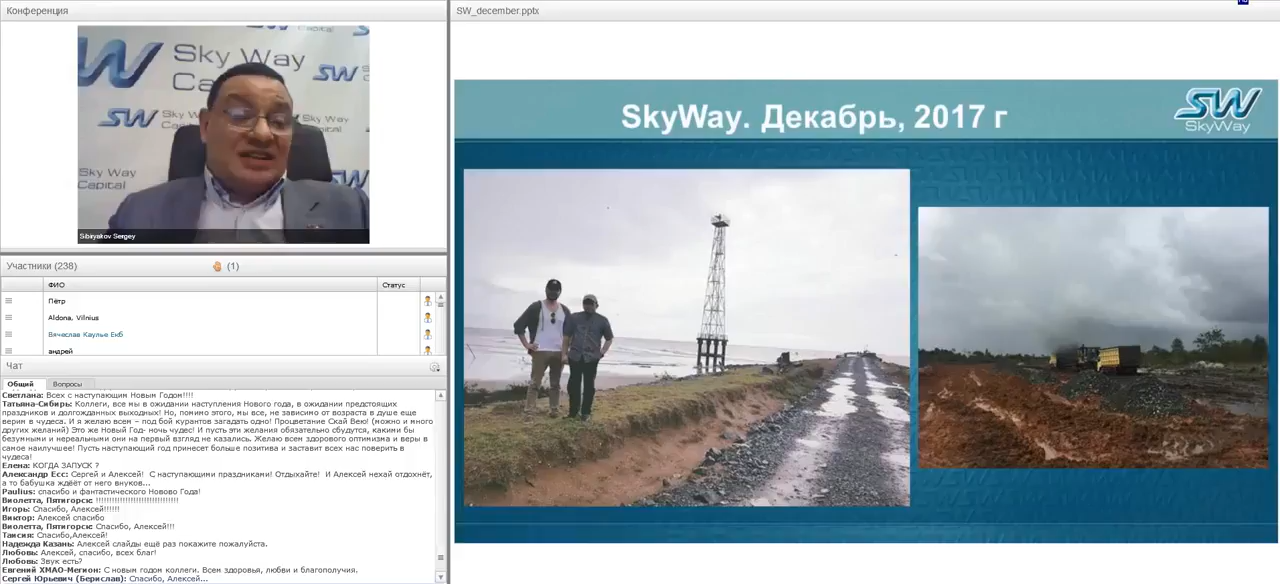 Конференция
SW_december.pptx
Sky Way
Capital
SW
Sibiryakov Sergey
SkyWay. Декабрь, 2017 г
SW
SkyWay
Участники (238)
(1)
ФИО
Статус
Пётр
Aldona, Vilnius
Вячеслав Каулье Екб
андрей
Чат
Общий
Вопросы
Светлана: Всех с наступающим Новым Годом!!!!
Татьяна-Сибирь: Коллеги, все мы в ожидании наступления Нового года, в ожидании предстоящих
праздников и долгожданных выходных! Но, помимо этого, мы все, не зависимо от возраста в душе еще
верим в чудеса. И я желаю всем – под бой курантов загадать одно! Процветание Скай Вею! (можно и много
других желаний) Это же Новый Год- ночь чудес! И пусть эти желания обязательно сбудутся, какими бы
безумными и нереальными они на первый взгляд не казались. Желаю всем здорового оптимизма и веры в
самое наилучшее! Пусть наступающий год принесет больше позитива и заставит всех нас поверить в
чудеса!
Елена: КОГДА ЗАПУСК ?
Александр Есс: Сергей и Алексей! С наступающими праздниками! Отдыхайте! И Алексей нехай отдохнёт,
а то бабушка ждёёт от него внуков...
Paulius: спасибо и фантастического Новово Года!
Виолетта, Пятигорск: !!!!!!!!!!!!!!!!!!!!!!!!!!!!!!
Игорь: Спасибо, Алексей!!!!!!
Виктор: Алексей спасибо
Виолетта, Пятигорск: Спасибо, Алексей!!!
Таисия: Спасибо,Алексей!
Надежда Казань: Алексей слайды ещё раз покажите пожалуйста.
Любовь: Алексей, спасибо, всех благ!
Любовь: Звук есть?
Евгений ХМАО-Мегион: С новым годом коллеги. Всем здоровья, любви и благополучия.
Сергей Юрьевич (Берислав): Спасибо, Алексей...